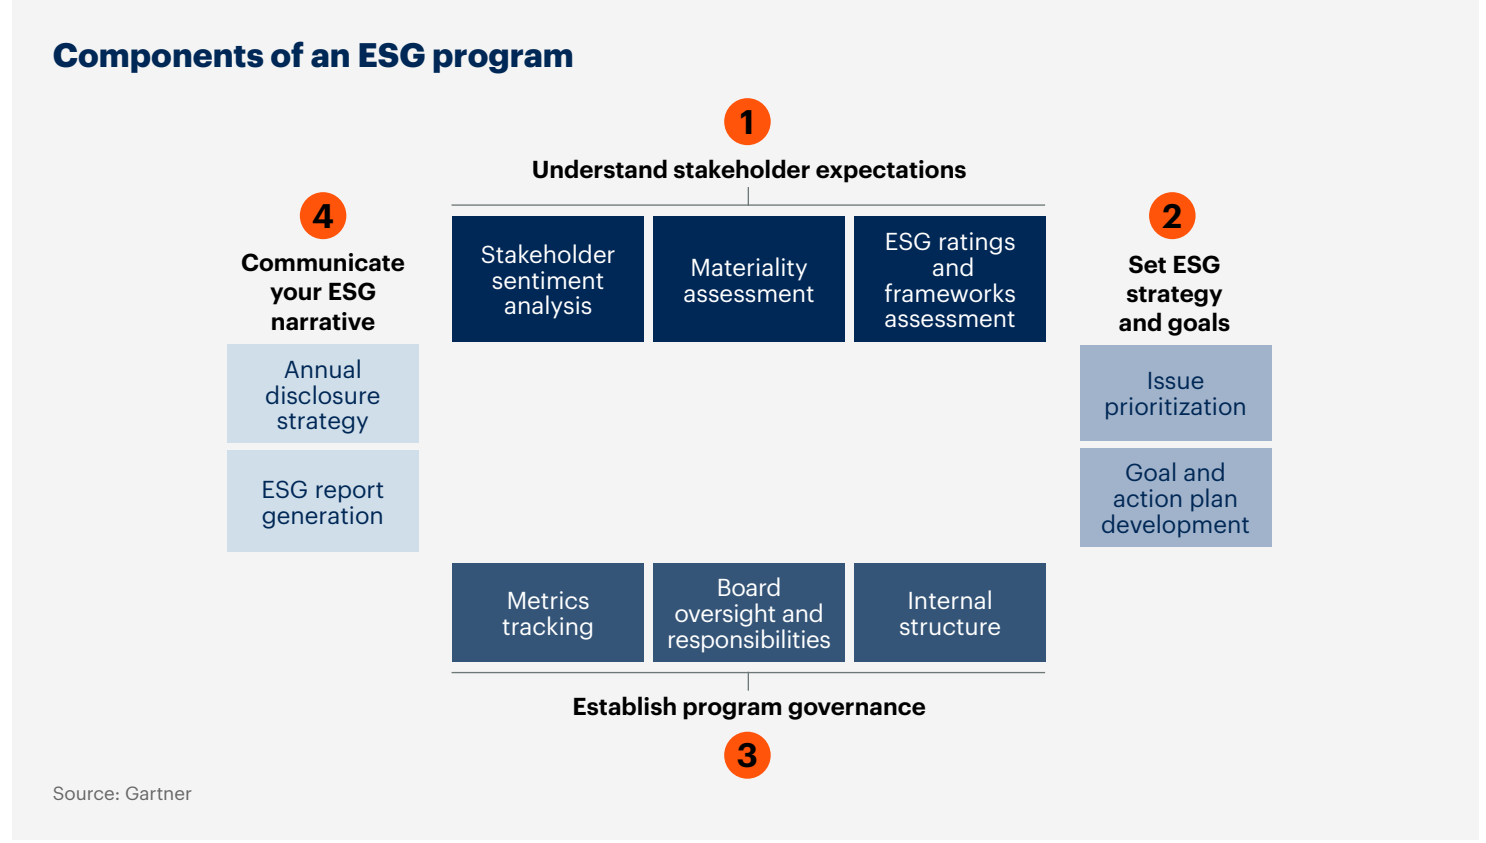 Components of an ESG program
1
Understand stakeholder expectations
Stakeholder
sentiment
analysis
Materiality
assessment
ESG ratings
and
frameworks
assessment
2
Set ESG
strategy
and goals
Issue
prioritization
Goal and
action plan
development
Metrics
tracking
Board
oversight and
responsibilities
Internal
structure
Establish program governance
3
4
Communicate
your ESG
narrative
Annual
disclosure
strategy
ESG report
generation
Source: Gartner